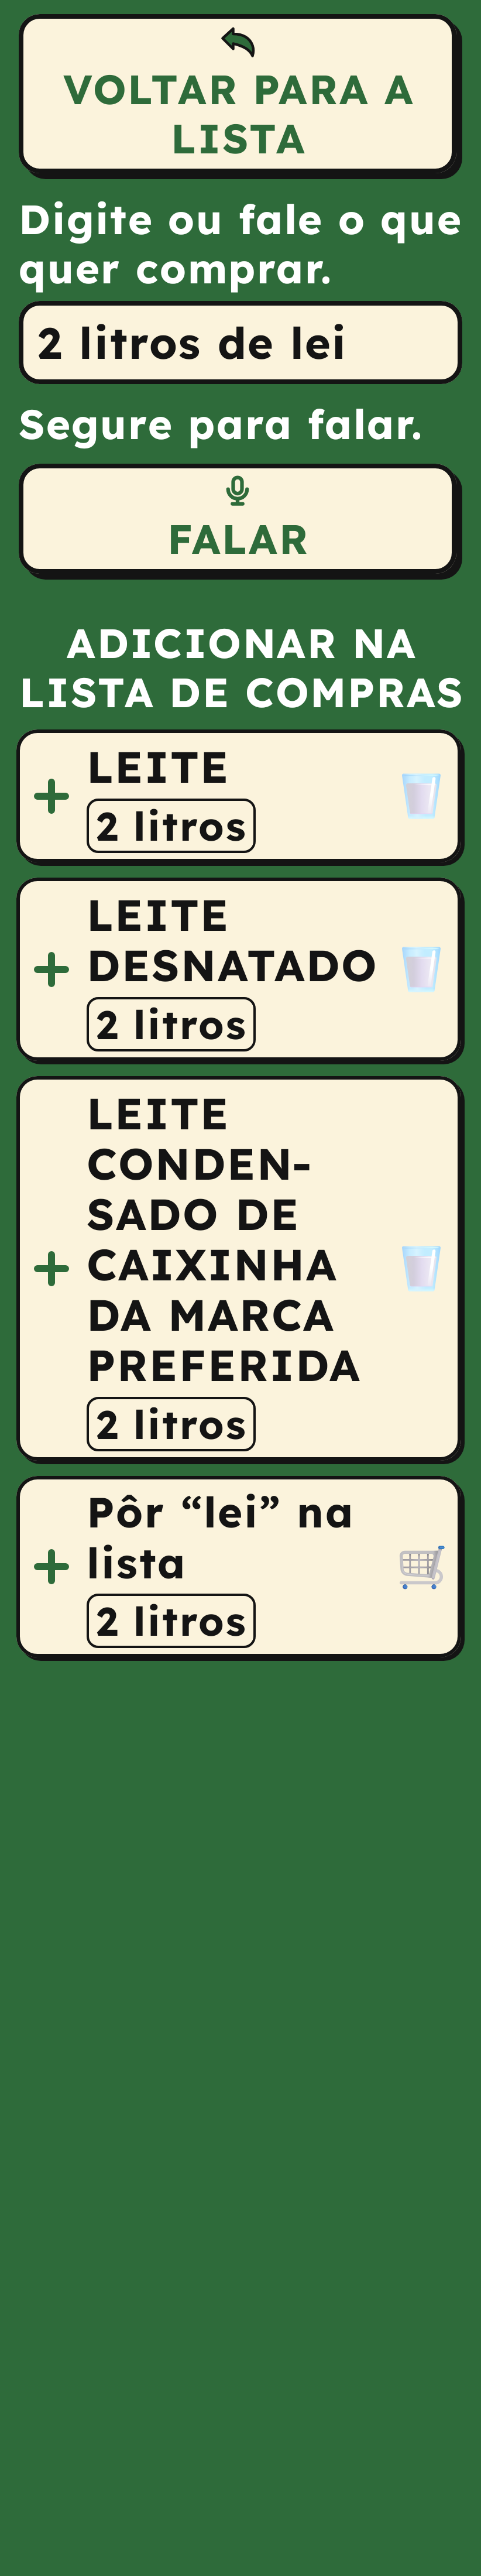 VOLTAR PARA A
LISTA
Digite ou fale o que
quer comprar.
2 litros de lei
Segure para falar.
FALAR
ADICIONAR NA
LISTA DE COMPRAS
LEITE
2 litros
LEITE
DESNATADO
2 litros
LEITE
CONDEN-
SADO DE
CAIXINHA
DA MARCA
PREFERIDA
2 litros
Pôr “lei” na
lista
2 litros